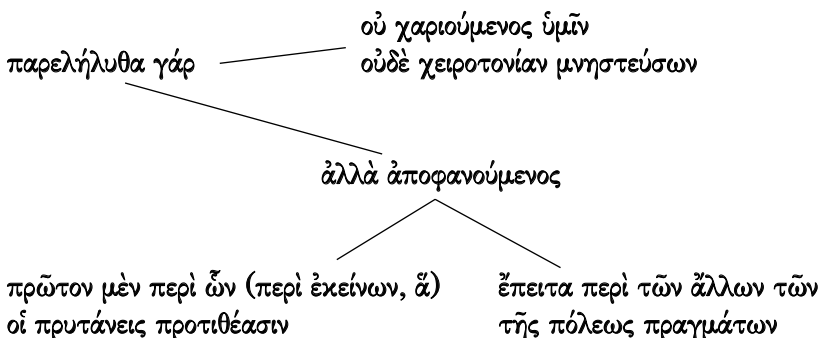 οὐ χαριούμενος ὑμῖν
παρελήλυθα γάρ
οὐδὲ χειροτονίαν μνηστεύσων
ἀλλὰ ἀποφανούμενος
πρῶτον μὲν περὶ ὧν (περὶ ἐκείνων, ἅ)
οἱ πρυτάνεις προτιθέασιν
ἔπειτα περὶ τῶν ἄλλων τῶν
τῆς πόλεως πραγμάτων